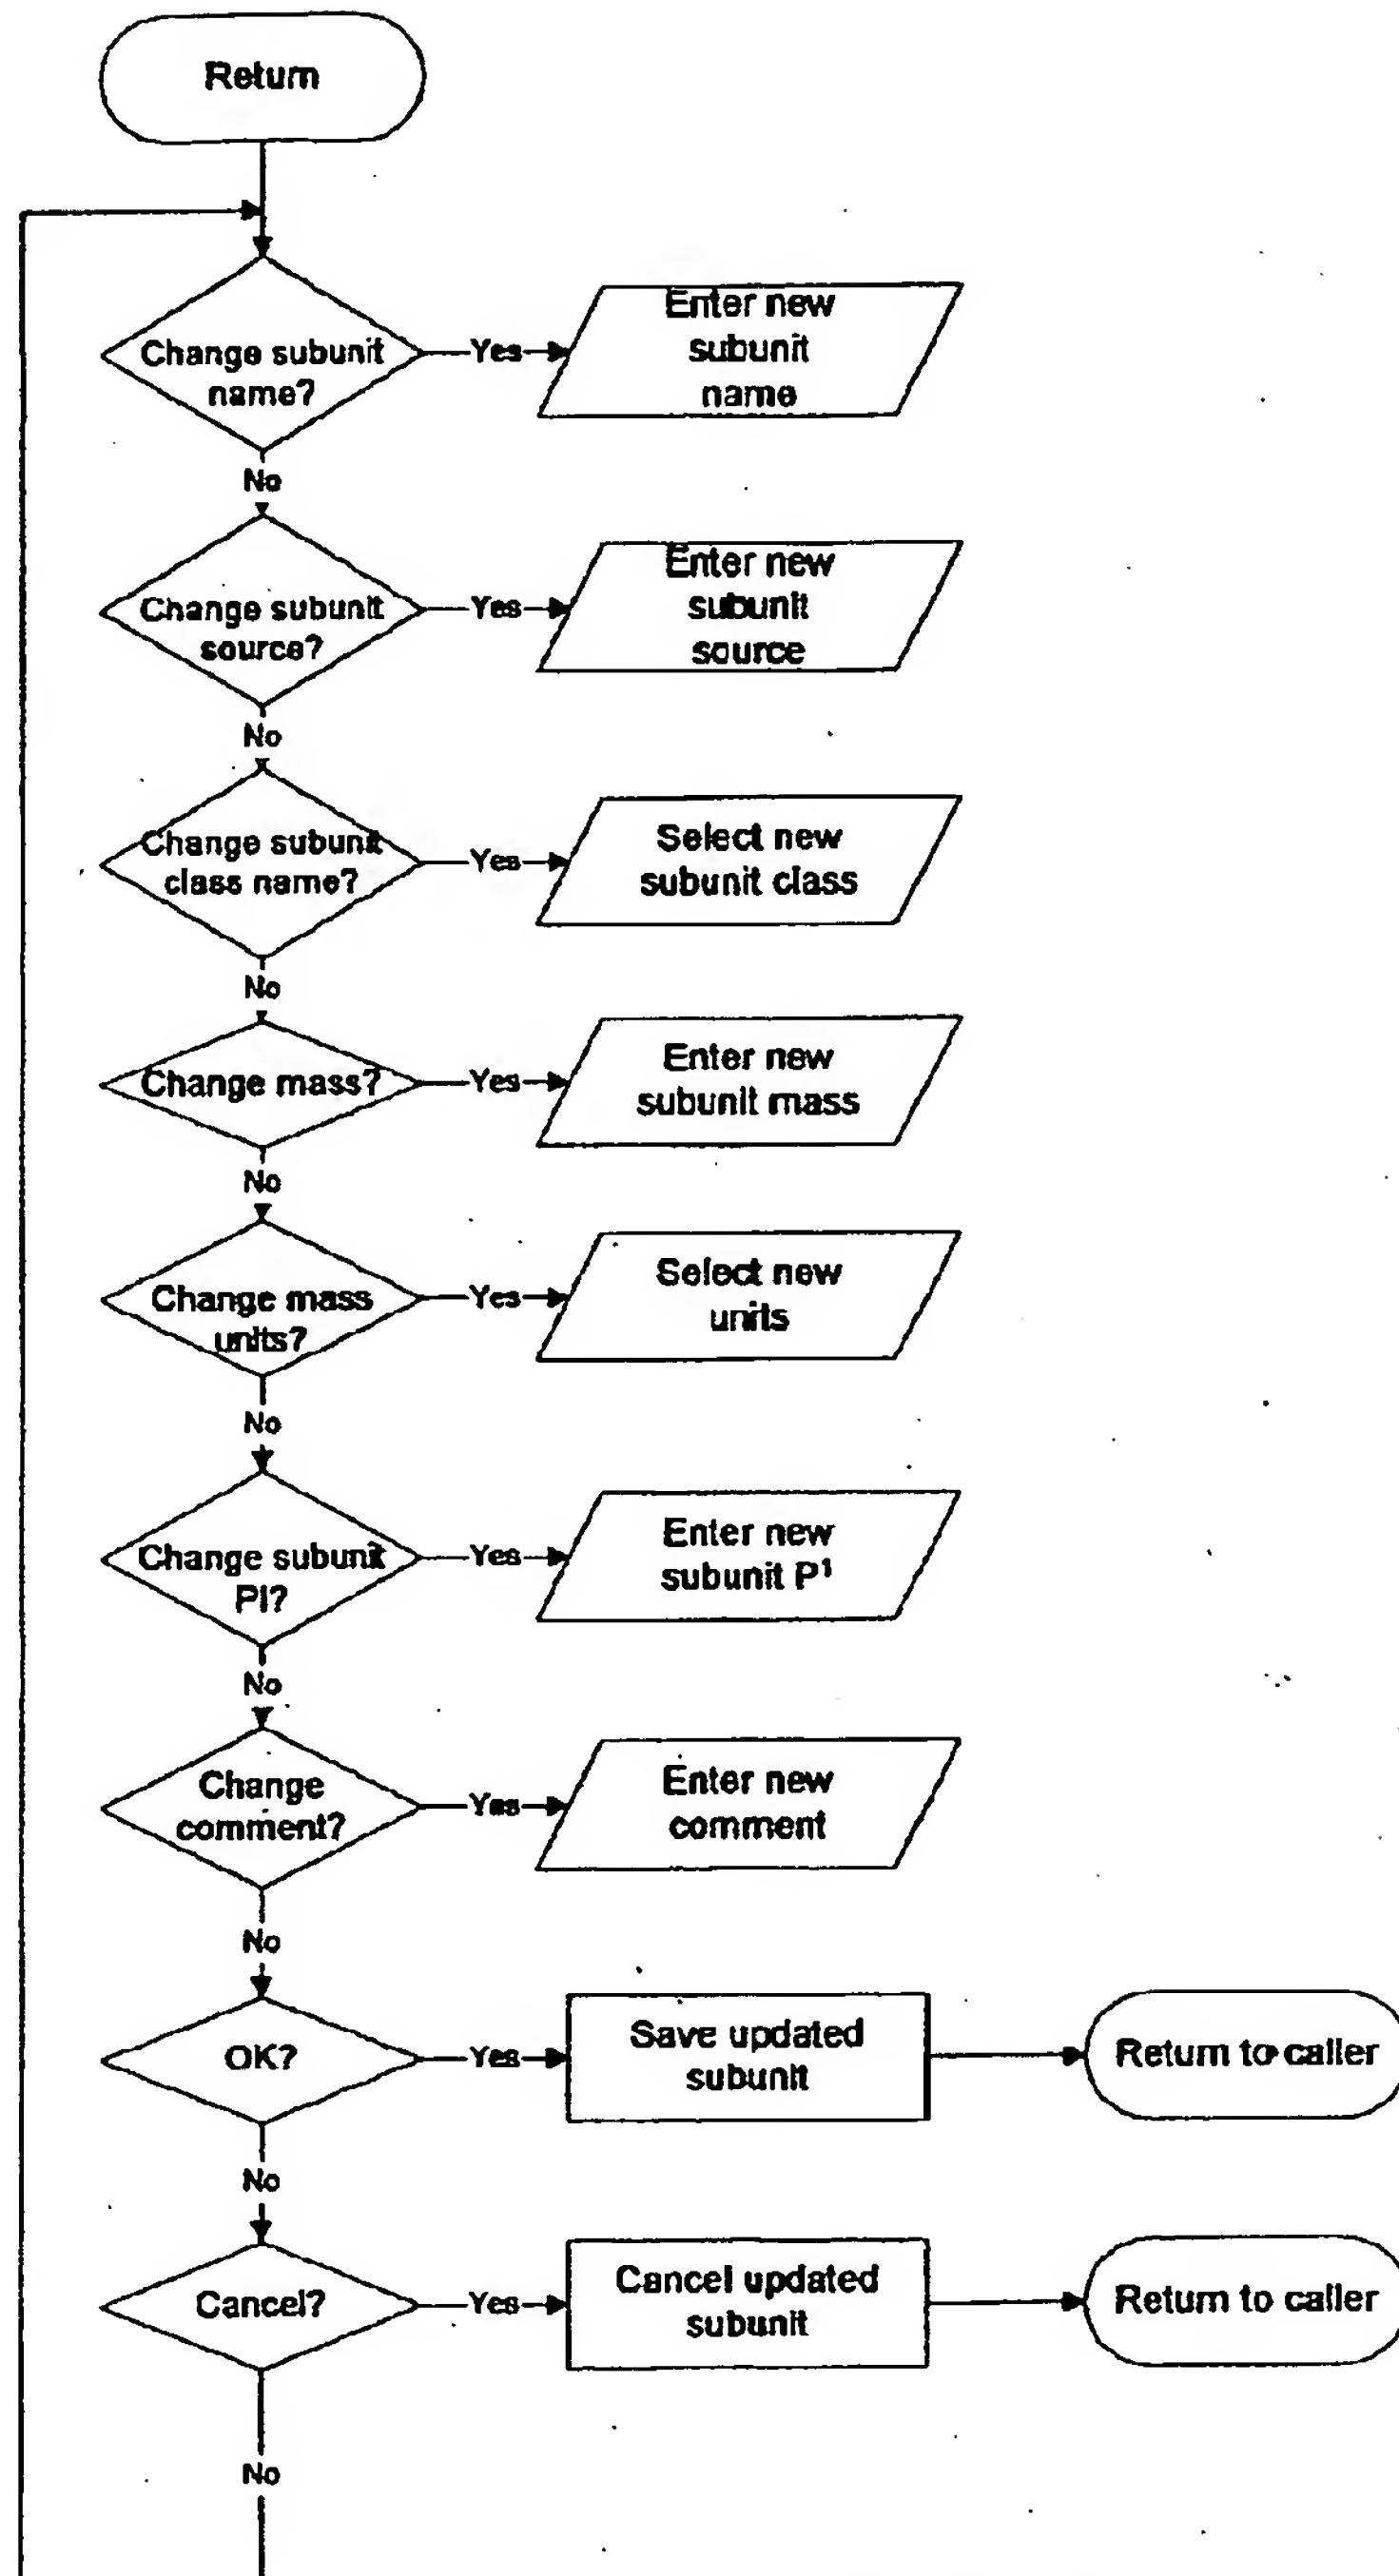 Return
Change subunit
name?
Yes
Enter new
subunit
name
No
Change subunit
source?
Yes
Enter new
subunit
source
No
Change subunit
class name?
Yes
Select new
subunit class
No
Change mass?
Yes
Enter new
subunit mass
No
Change mass
units?
Yes
Select new
units
No
Change subunit
PI?
Yes
Enter new
subunit P¹
No
Change
comment?
Yes
Enter new
comment
No
OK?
Yes
Save updated
subunit
Return to caller
No
Cancel?
Yes
Cancel updated
subunit
Return to caller
No